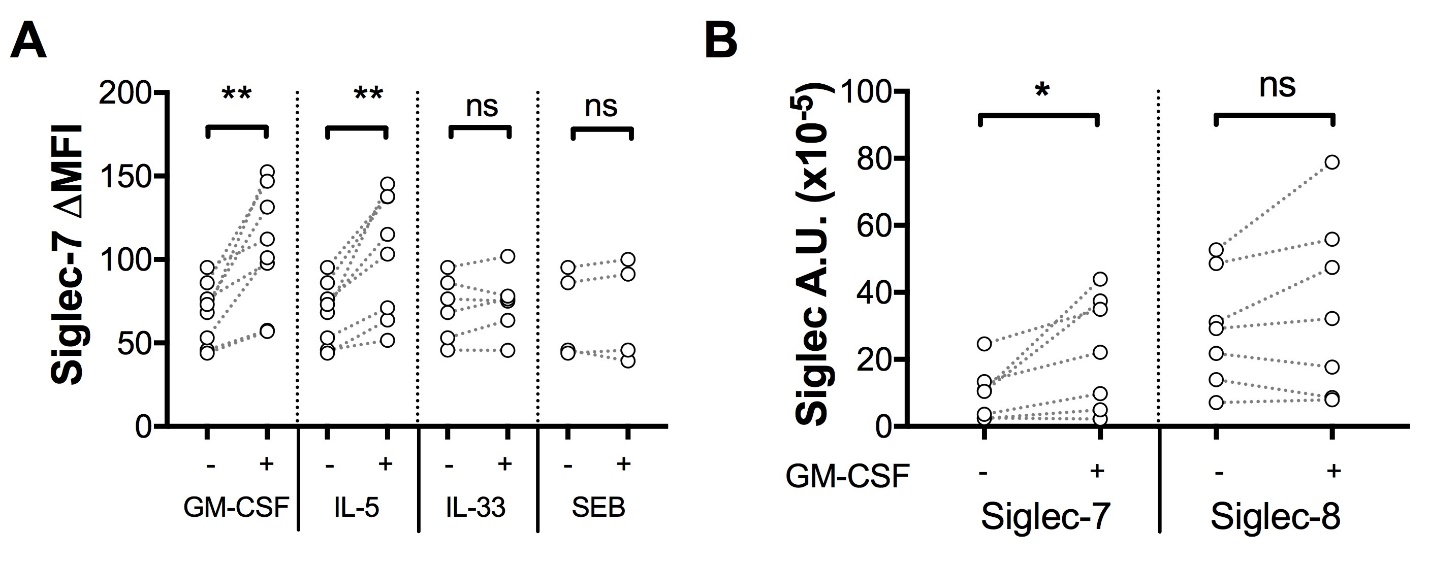 A
B
Siglec-7 ΔMFI
200
150
100
50
0
** ** ns ns
- + - + - + - +
GM-CSF IL-5 IL-33 SEB
Siglec A.U. (x10-5)
100
80
60
40
20
0
* ns
GM-CSF - + - +
Siglec-7 Siglec-8